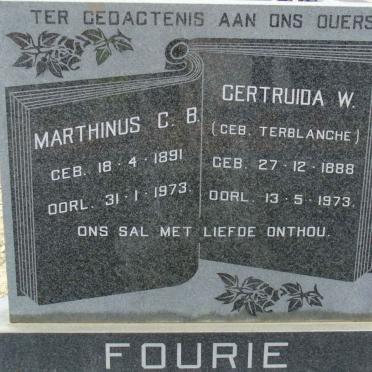 TER GEDAGTENIS AAN ONS OUERS
MARTHINUS C. B.
GEB. 18-4-1891
OORL. 31-1-1973.
GERTRUIDA W.
(GEB. TERBLANCHE)
GEB. 27-12-1888
OORL. 13-5-1973.
ONS SAL MET LIEFDE ONTHOU.
FOURIE